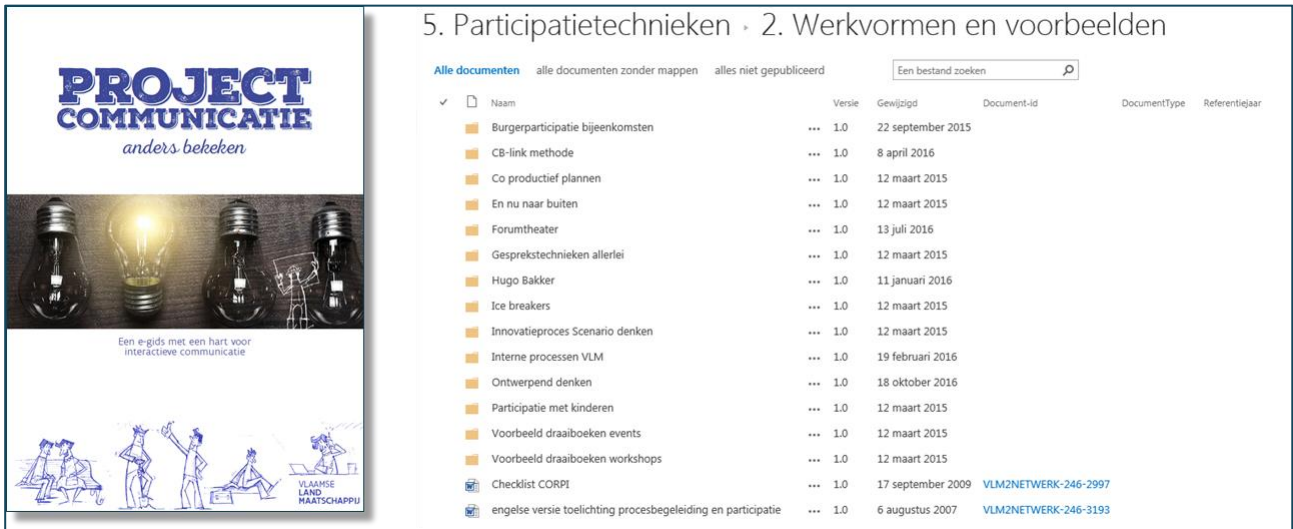 PROJECT
COMMUNICATIE
anders bekeken
Een e-gids met een hart voor
interactieve communicatie
VLAAMSE
LAND
MAATSCHAPPIJ
5. Participatietechnieken ▸ 2. Werkvormen en voorbeelden
Alle documenten alle documenten zonder mappen alles niet gepubliceerd Een bestand zoeken
Naam Versie Gewijzigd Document-id DocumentType Referentiejaar
Burgerparticipatie bijeenkomsten ... 1.0 22 september 2015
CB-link methode ... 1.0 8 april 2016
Co productief plannen ... 1.0 12 maart 2015
En nu naar buiten ... 1.0 12 maart 2015
Forumtheater ... 1.0 13 juli 2016
Gesprekstechnieken allerlei ... 1.0 12 maart 2015
Hugo Bakker ... 1.0 11 januari 2016
Ice breakers ... 1.0 12 maart 2015
Innovatieproces Scenario denken ... 1.0 12 maart 2015
Interne processen VLM ... 1.0 19 februari 2016
Ontwerpend denken ... 1.0 18 oktober 2016
Participatie met kinderen ... 1.0 12 maart 2015
Voorbeeld draaiboeken events ... 1.0 12 maart 2015
Voorbeeld draaiboeken workshops ... 1.0 12 maart 2015
Checklist CORPI ... 1.0 17 september 2009 VLM2NETWERK-246-2997
engelse versie toelichting procesbegeleiding en participatie ... 1.0 6 augustus 2007 VLM2NETWERK-246-3193